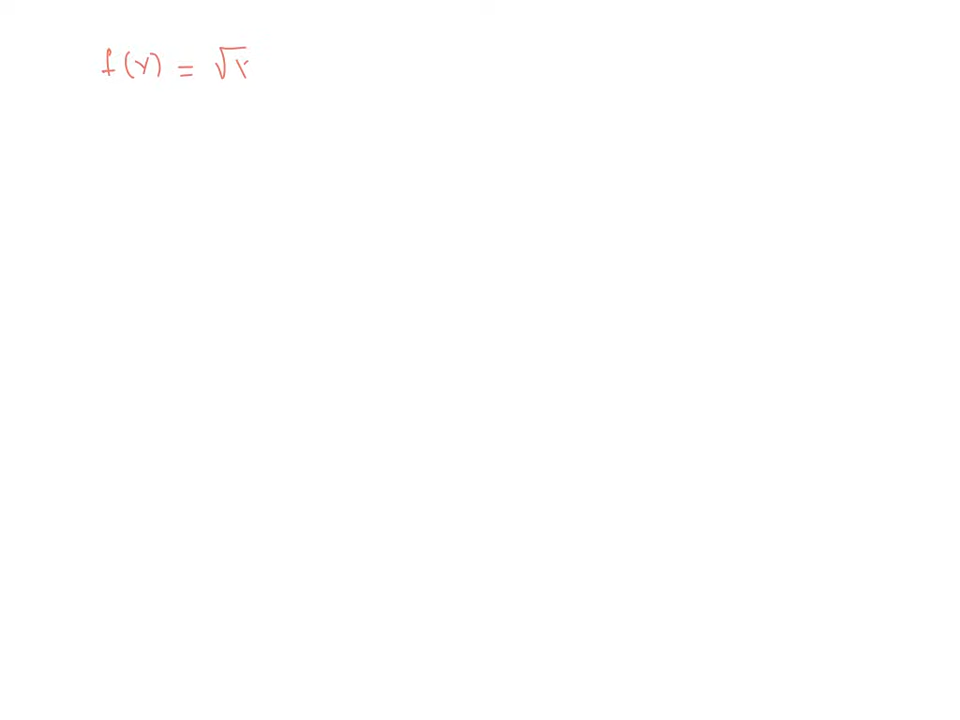 f(x) = √x